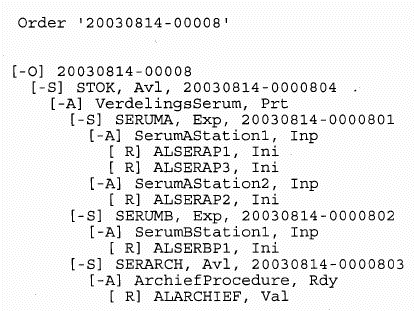 Order '20030814-00008'
[-O] 20030814-00008
[-S] STOK, Avl, 20030814-0000804 .
[-A] VerdelingsSerum, Prt
[-S] SERUMA, Exp, 20030814-0000801
[-A] SerumAStation1, Inp
[ R] ALSERAP1, Ini
[ R] ALSERAP3, Ini
[-A] SerumAStation2, Inp
[ R] ALSERAP2, Ini
[-S] SERUMB, Exp, 20030814-0000802
[-A] SerumBStation1, Inp
[ R] ALSERBP1, Ini
[-S] SERARCH, Avl, 20030814-0000803
[-A] ArchiefProcedure, Rdy
[ R] ALARCHIEF, Val